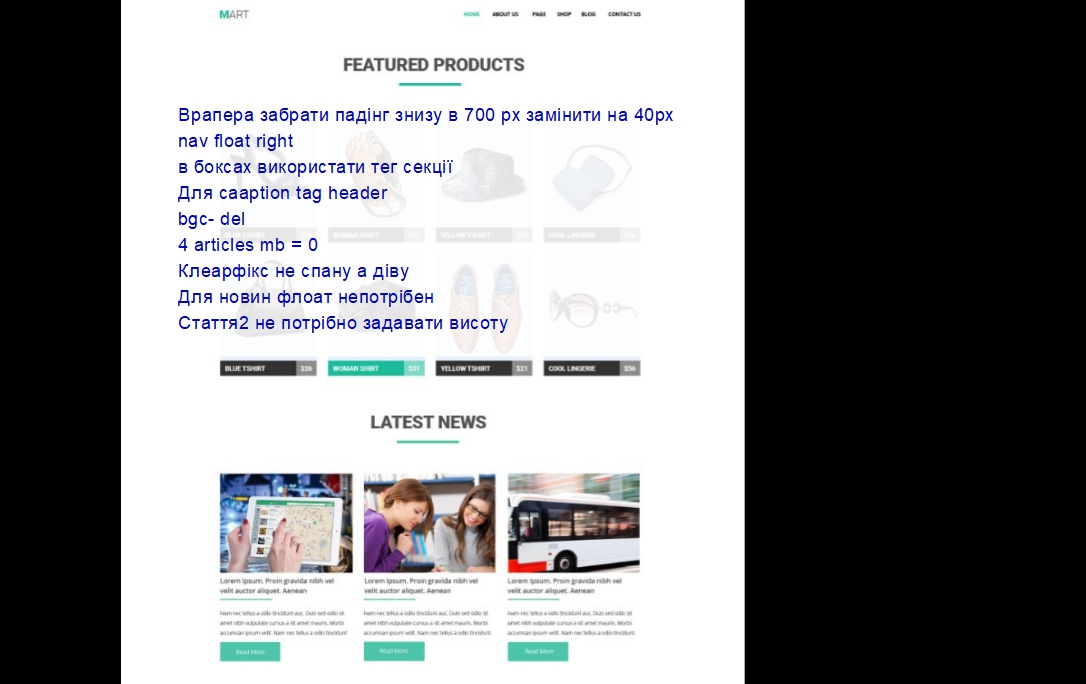 MART
HOME ABOUT US PAGE SHOP BLOG CONTACT US
FEATURED PRODUCTS
Врапера забрати падінг знизу в 700 px замінити на 40px
nav float right
в боксах використати тег секції
Для caaption tag header
bgc- del
WOMAN SHIRT YELLOW TSHIRT COOL LINGERIE
4 articles mb = 0
Клеарфікс не спану а діву
Для новин флоат непотрібен
Стаття2 не потрібно задавати висоту
BLUE TSHIRT $26 WOMAN SHIRT $31 YELLOW TSHIRT $21 COOL LINGERIE $56
LATEST NEWS
Lorem Ipsum. Proin gravida nibh vel
velit auctor aliquet. Aenean
Nam nec tellus a odio tincidunt auc. Duis sed odio sit
amet nibh vulputate cursus a sit amet mauris. Morbi
accumsan ipsum velit. Nam nec tellus a odio tincidunt
Read More
Lorem Ipsum. Proin gravida nibh vel
velit auctor aliquet. Aenean
Nam nec tellus a odio tincidunt auc. Duis sed odio sit
amet nibh vulputate cursus a sit amet mauris. Morbi
accumsan ipsum velit. Nam nec tellus a odio tincidunt
Read More
Lorem Ipsum. Proin gravida nibh vel
velit auctor aliquet. Aenean
Nam nec tellus a odio tincidunt auc. Duis sed odio sit
amet nibh vulputate cursus a sit amet mauris. Morbi
accumsan ipsum velit. Nam nec tellus a odio tincidunt
Read More